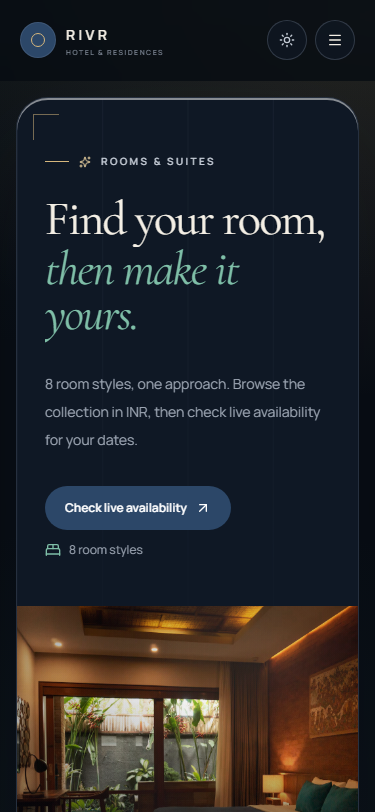 RIVR
HOTEL & RESIDENCES
ROOMS & SUITES
Find your room,
then make it
yours.
8 room styles, one approach. Browse the
collection in INR, then check live availability
for your dates.
Check live availability
8 room styles